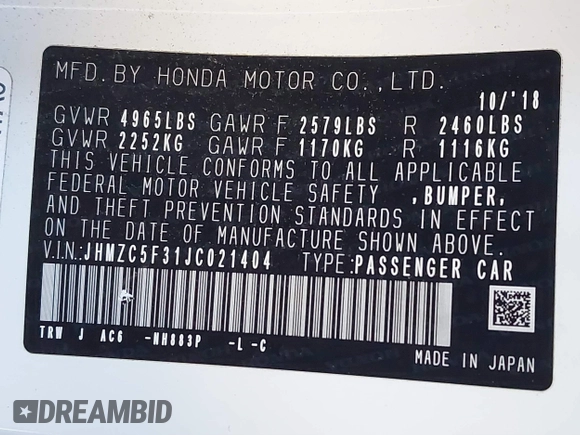 MFD. BY HONDA MOTOR CO., LTD.
10/'18
GVWR 4965LBS GAWR F 2579LBS R 2460LBS
GVWR 2252KG GAWR F 1170KG R 1116KG
THIS VEHICLE CONFORMS TO ALL APPLICABLE
FEDERAL MOTOR VEHICLE SAFETY ,BUMPER,
AND THEFT PREVENTION STANDARDS IN EFFECT
ON THE DATE OF MANUFACTURE SHOWN ABOVE.
V.I.N.:JHMZC5F31JC021404 TYPE:PASSENGER CAR
TRW J AC6 -NH883P -L -C
MADE IN JAPAN
DREAMBID